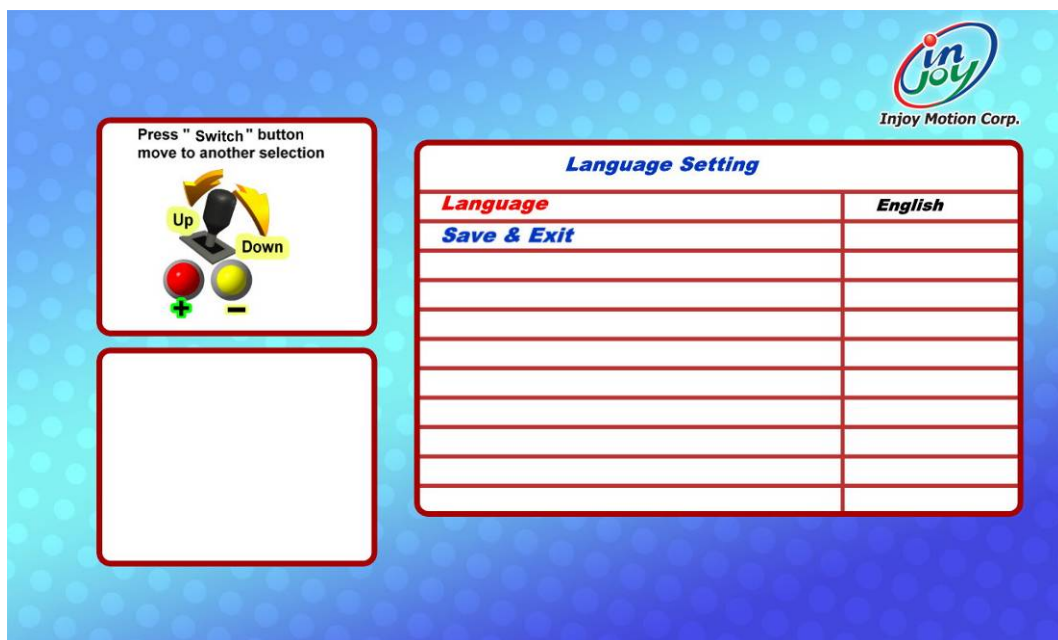 in
joy
Injoy Motion Corp.
Press " Switch " button
move to another selection
Up
Down
+ −
Language Setting
Language English
Save & Exit